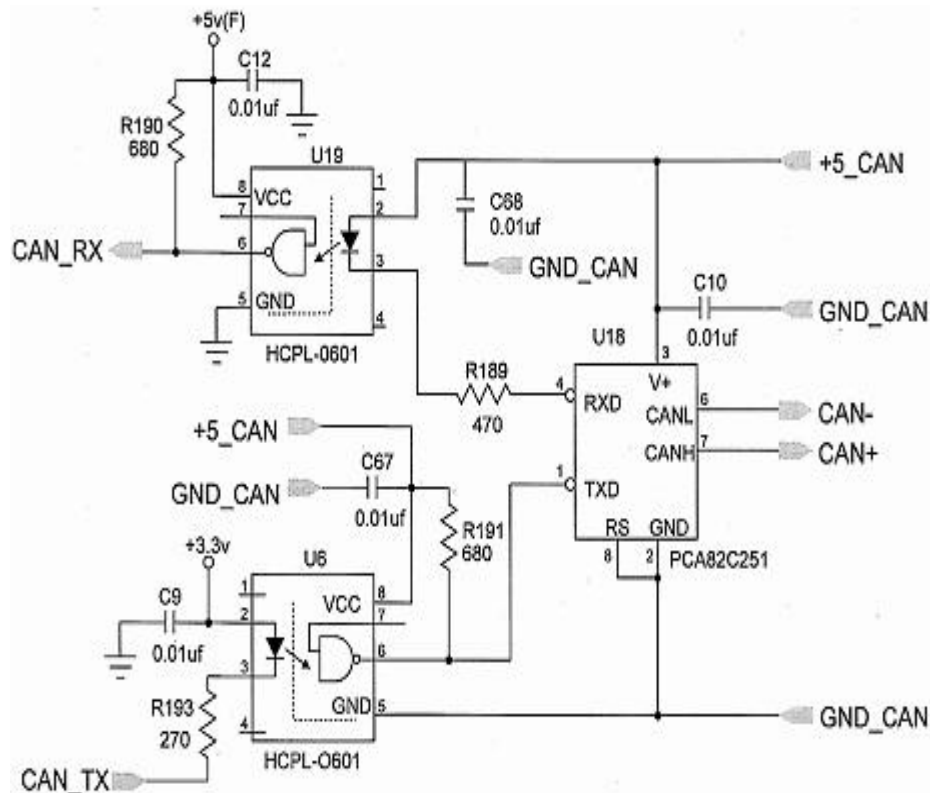 +5v(F)
C12
0.01uf
R190
680
U19
1
8
VCC
2
+5_CAN
7
C68
0.01uf
CAN_RX
6
3
GND_CAN
5
GND
4
C10
GND_CAN
0.01uf
HCPL-0601
U18
R189
470
3
V+
4
RXD
CANL
6
CAN-
CANH
7
CAN+
+5_CAN
C67
GND_CAN
0.01uf
1
TXD
R191
680
RS
GND
8
2
PCA82C251
+3.3v
U6
1
VCC
8
C9
0.01uf
2
7
6
3
R193
270
GND
5
GND_CAN
4
HCPL-O601
CAN_TX